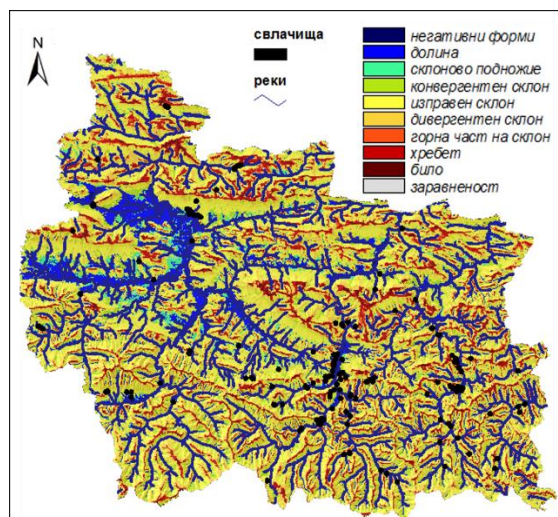 N
свлачища
реки
негативни форми
долина
склоново подножие
конвергентен склон
изправен склон
дивергентен склон
горна част на склон
хребет
било
заравненост